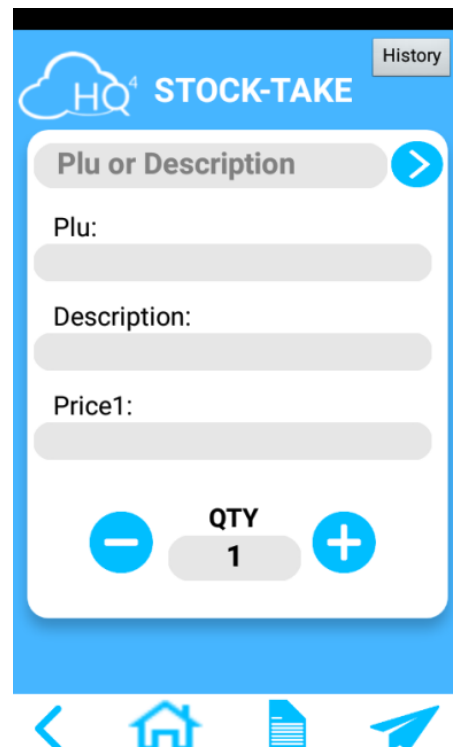 History
HQ4 STOCK-TAKE
Plu or Description
Plu:
Description:
Price1:
QTY
1